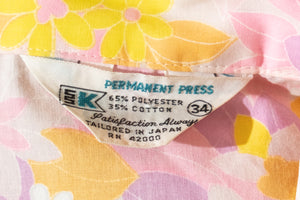 PERMANENT PRESS
K
65% POLYESTER
35% COTTON
34
Satisfaction Always
TAILORED IN JAPAN
RN 42000